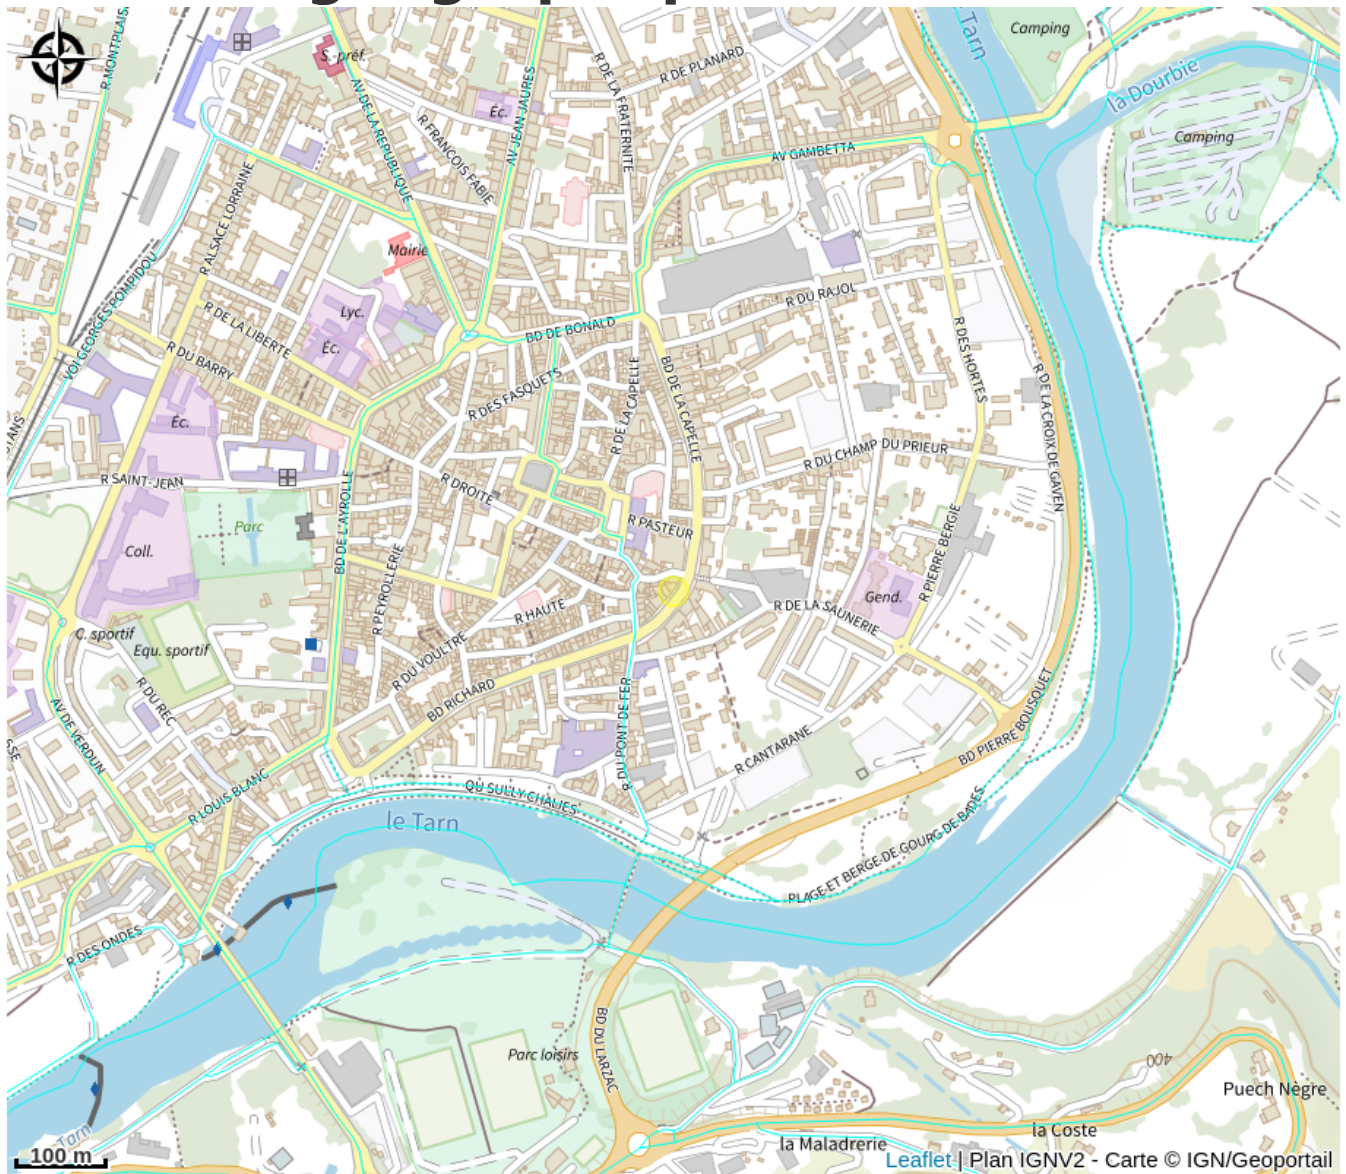 R MONTPLAIS
S.-préf.
Tarn
Camping
R DE PLANARD
R DE LA FRATERNITE
la Dourbie
AV DE LA REPUBLIQUE
Éc.
AV JEAN JAURES
R FRANCOIS FABIE
Camping
AV GAMBETTA
R ALSACE LORRAINE
Mairie
VOI GEORGES POMPIDOU
R DU RAJOL
Lyc.
R DE LA LIBERTE
BD DE BONALD
Éc.
R DU BARRY
R DES HORTES
R DES FASQUETS
R DE LA CAPELLE
BD DE LA CAPELLE
R DE LA CROIX DE GAVEN
Éc.
R DU CHAMP DU PRIEUR
R SAINT-JEAN
R DROITE
BD DE L'AYROLLE
Parc
R PASTEUR
Coll.
R PIERRE BERGIE
R PEYROLLERIE
Gend.
R HAUTE
R DE LA SAUNERIE
C. sportif
Equ. sportif
R DU VOULTRE
R DU REC
BD RICHARD
R DU PONT DE FER
AV DE VERDUN
BD PIERRE BOUSQUET
R CANTARANE
R LOUIS BLANC
QU SULLY CHALIES
le Tarn
PLAGE ET BERGE DE GOURG DE BADES
R DES ONDES
BD DU LARZAC
Parc loisirs
400
Puech Nègre
la Coste
Tarn
la Maladrerie
100 m
Leaflet | Plan IGNV2 - Carte © IGN/Geoportail